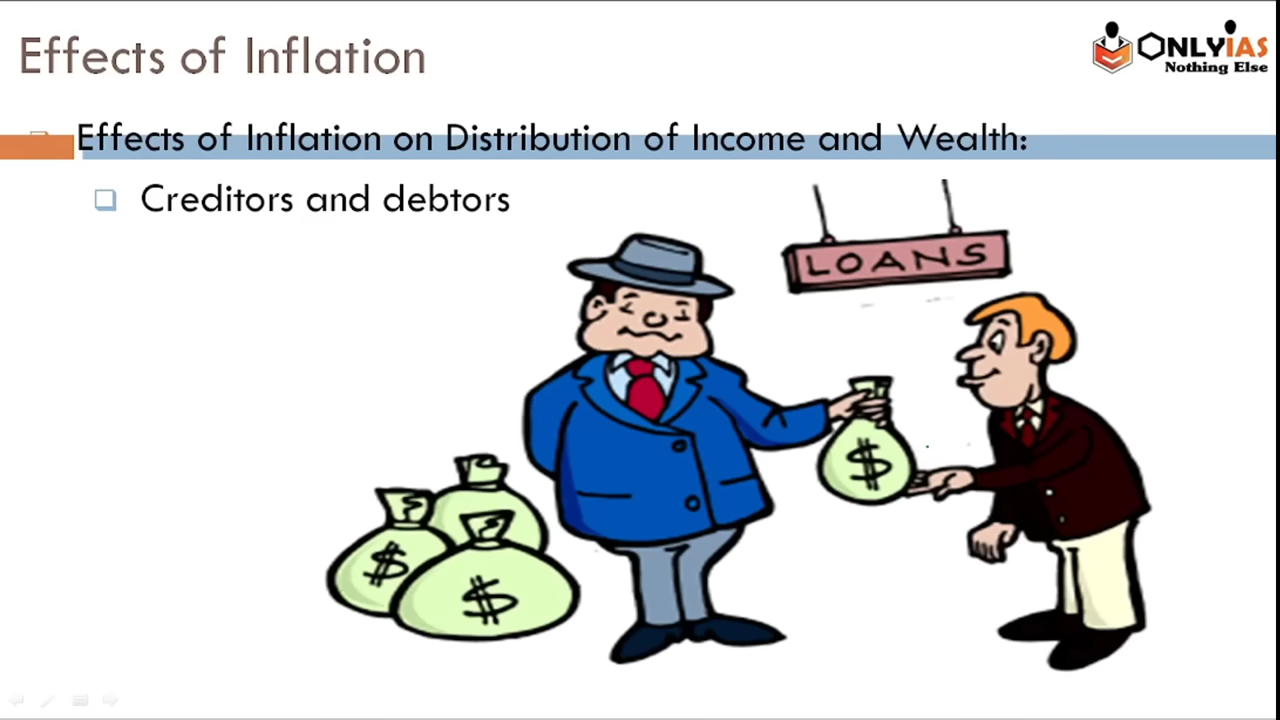 Effects of Inflation
ONLYIAS
Nothing Else
Effects of Inflation on Distribution of Income and Wealth:
Creditors and debtors
LOANS
$
$
$